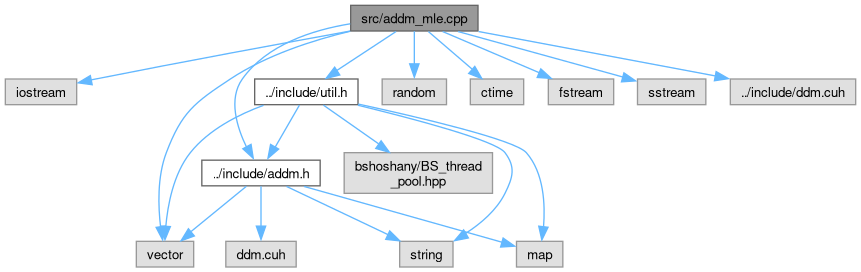 src/addm_mle.cpp
iostream
../include/util.h
random
ctime
fstream
sstream
../include/ddm.cuh
../include/addm.h
bshoshany/BS_thread
_pool.hpp
vector
ddm.cuh
string
map